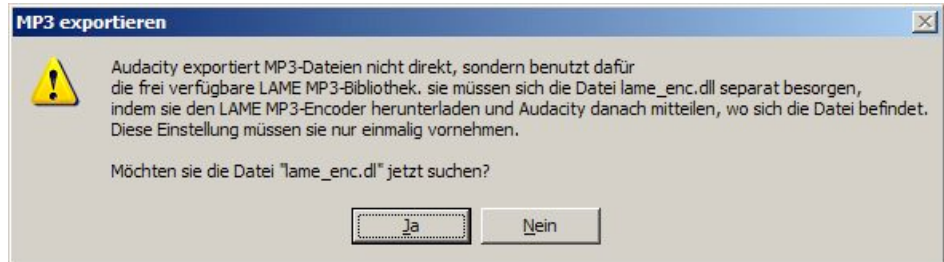 MP3 exportieren
Audacity exportiert MP3-Dateien nicht direkt, sondern benutzt dafür
die frei verfügbare LAME MP3-Bibliothek. sie müssen sich die Datei lame_enc.dll separat besorgen,
indem sie den LAME MP3-Encoder herunterladen und Audacity danach mitteilen, wo sich die Datei befindet.
Diese Einstellung müssen sie nur einmalig vornehmen.
Möchten sie die Datei "lame_enc.dl" jetzt suchen?
Ja Nein